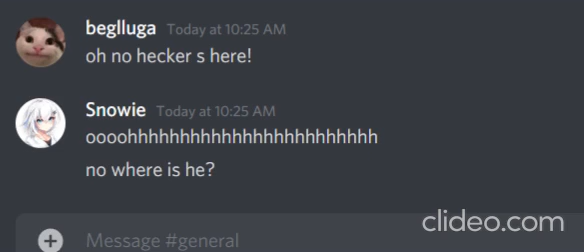 beglluga Today at 10:25 AM
oh no hecker s here!
Snowie Today at 10:25 AM
oooohhhhhhhhhhhhhhhhhhhhhhhh
no where is he?
Message #general
clideo.com